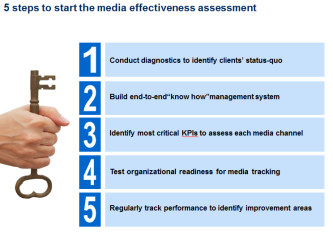 5 steps to start the media effectiveness assessment
1 Conduct diagnostics to identify clients' status-quo
2 Build end-to-end"know how"management system
3 Identify most critical KPIs to assess each media channel
4 Test organizational readiness for media tracking
5 Regularly track performance to identify improvement areas